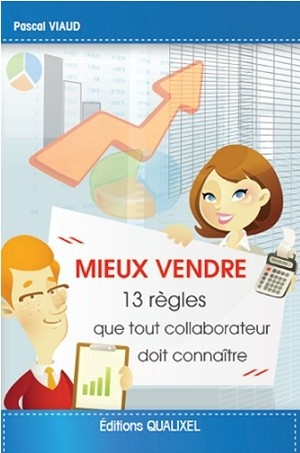 Pascal VIAUD
" MIEUX VENDRE "
13 règles
que tout collaborateur
doit connaître
Éditions QUALIXEL